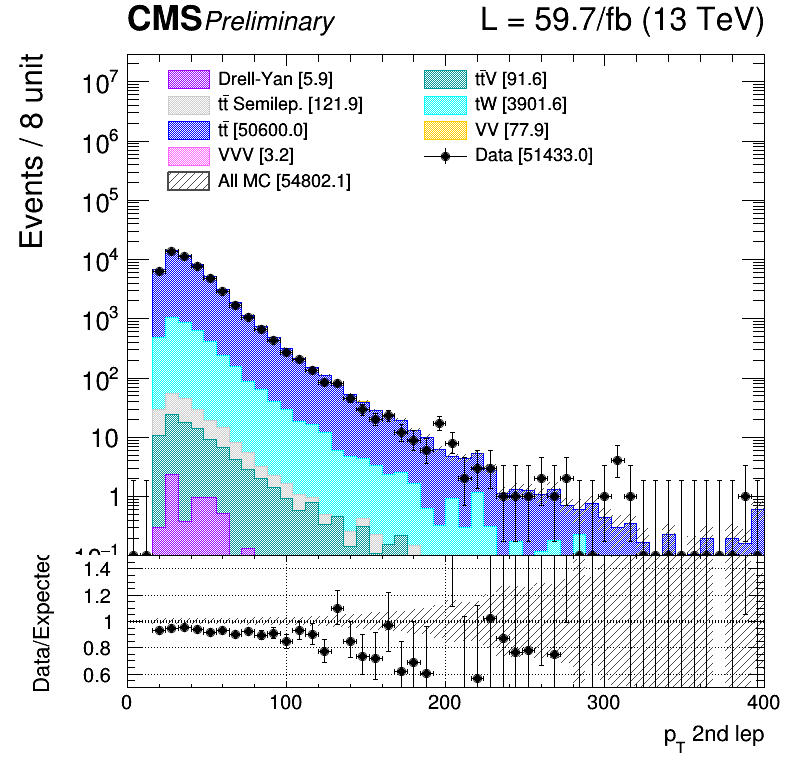 CMS Preliminary L = 59.7/fb (13 TeV)
Events / 8 unit
Drell-Yan [5.9]
tt̄ Semilep. [121.9]
tt̄ [50600.0]
VVV [3.2]
All MC [54802.1]
tt̄V [91.6]
tW [3901.6]
VV [77.9]
Data [51433.0]
10⁷
10⁶
10⁵
10⁴
10³
10²
10
1
10⁻¹
Data/Expected
1.4
1.2
1
0.8
0.6
0 100 200 300 400
p_T 2nd lep